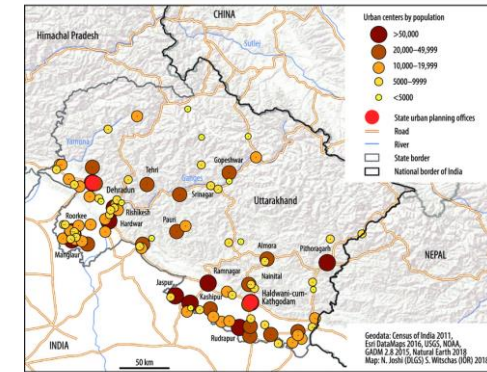 CHINA
Himachal Pradesh
Sutlej
Urban centers by population
>50,000
20,000–49,999
10,000–19,999
5000–9999
<5000
State urban planning offices
Road
River
State border
National border of India
Yamuna
Gopeshwar
Tehri
Ganges
Dehradun
Srinagar
Uttarakhand
Rishikesh
Roorkee
Hardwar
Pauri
Manglaur
Almora
Pithoragarh
NEPAL
Ramnagar
Nainital
Jaspur
Kashipur
Haldwani-cum-
Kathgodam
INDIA
Rudrapur
50 km
Geodata: Census of India 2011,
Esri DataMaps 2016, USGS, NOAA,
GADM 2.8 2015, Natural Earth 2018
Map: N. Joshi (DLGS) S. Witschas (IÖR) 2018